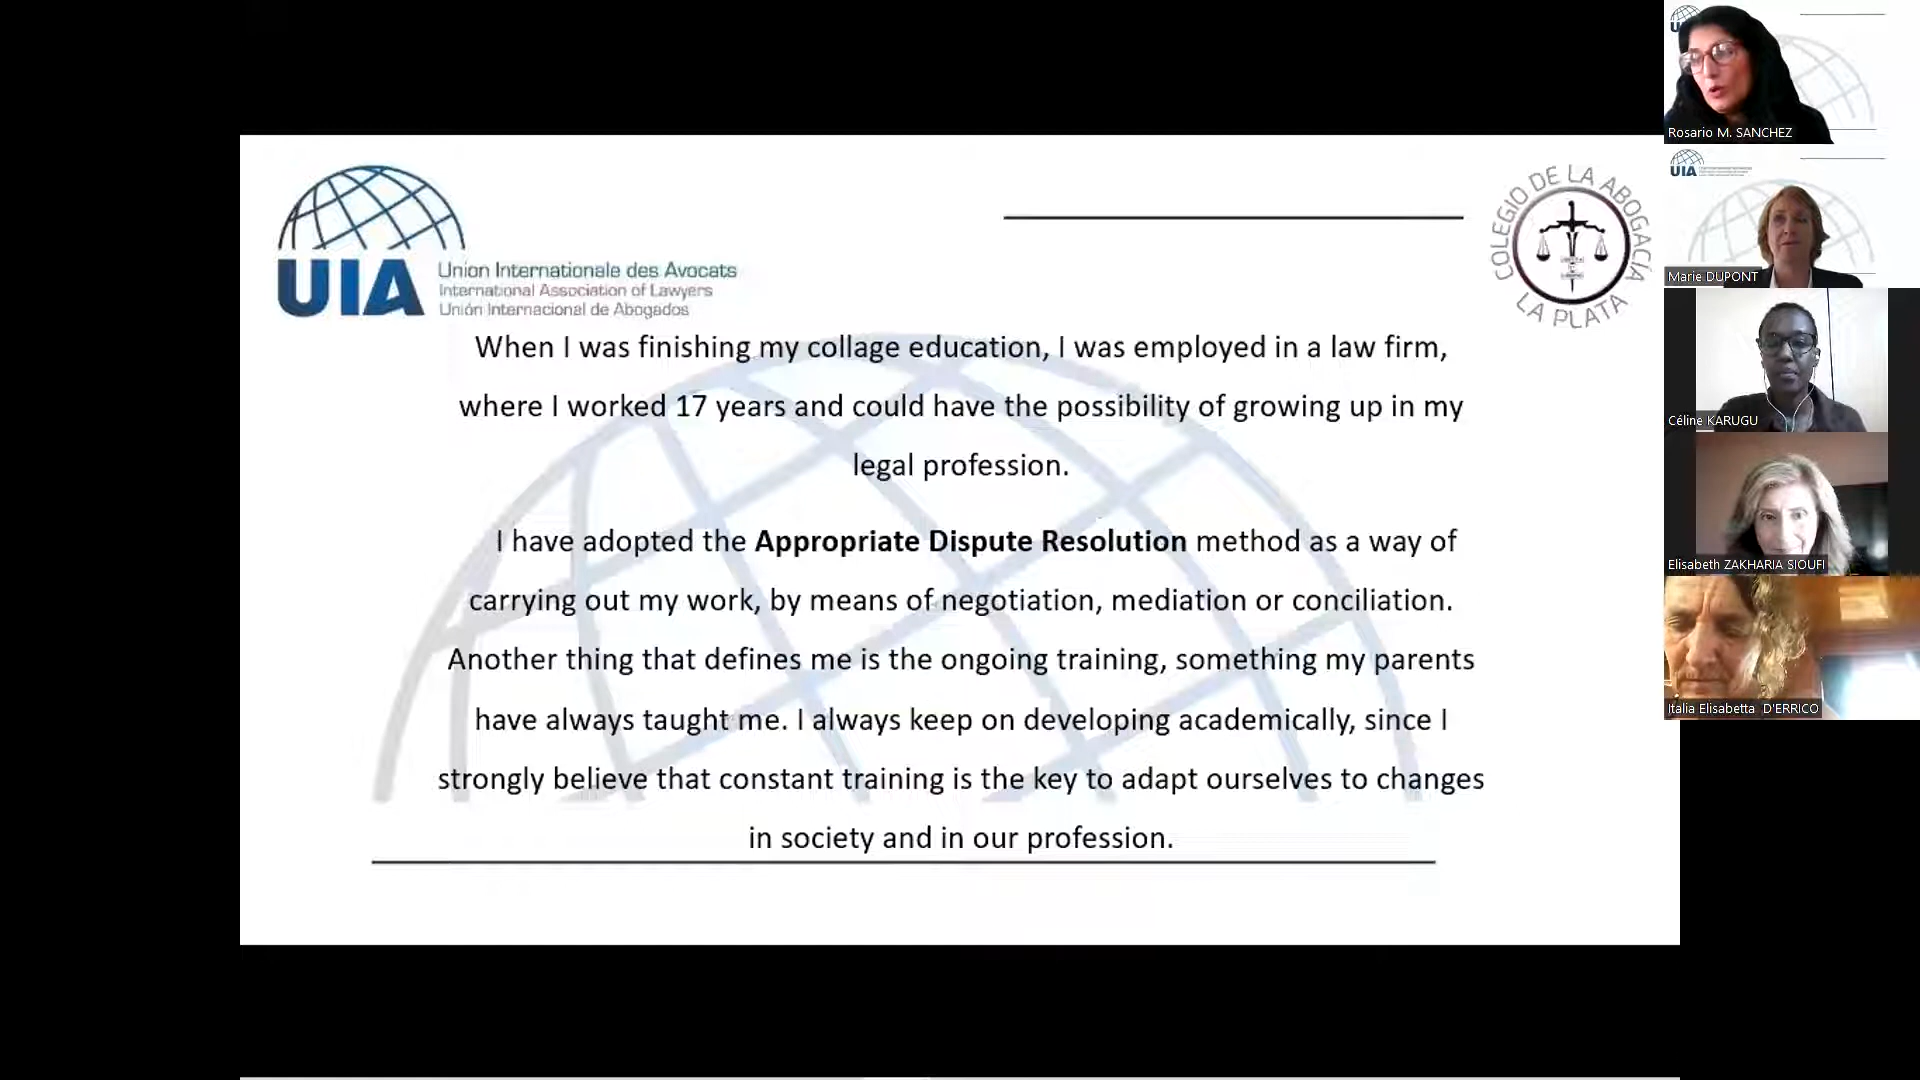 UIA
Union Internationale des Avocats
International Association of Lawyers
Unión Internacional de Abogados
COLEGIO DE LA ABOGACÍA
LA PLATA
When I was finishing my collage education, I was employed in a law firm,
where I worked 17 years and could have the possibility of growing up in my
legal profession.
I have adopted the Appropriate Dispute Resolution method as a way of
carrying out my work, by means of negotiation, mediation or conciliation.
Another thing that defines me is the ongoing training, something my parents
have always taught me. I always keep on developing academically, since I
strongly believe that constant training is the key to adapt ourselves to changes
in society and in our profession.
Rosario M. SANCHEZ
UIA
Marie DUPONT
Céline KARUGU
Elisabeth ZAKHARIA SIOUFI
Italia Elisabetta D'ERRICO